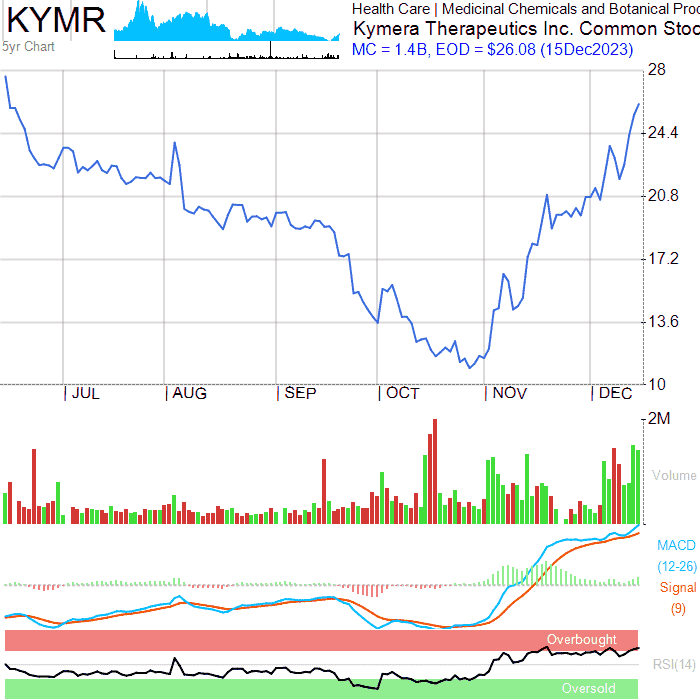 KYMR
5yr Chart
Health Care | Medicinal Chemicals and Botanical Proc
Kymera Therapeutics Inc. Common Stoc
MC = 1.4B, EOD = $26.08 (15Dec2023)
28
24.4
20.8
17.2
13.6
10
JUL
AUG
SEP
OCT
NOV
DEC
2M
Volume
MACD
(12-26)
Signal
(9)
Overbought
RSI(14)
Oversold